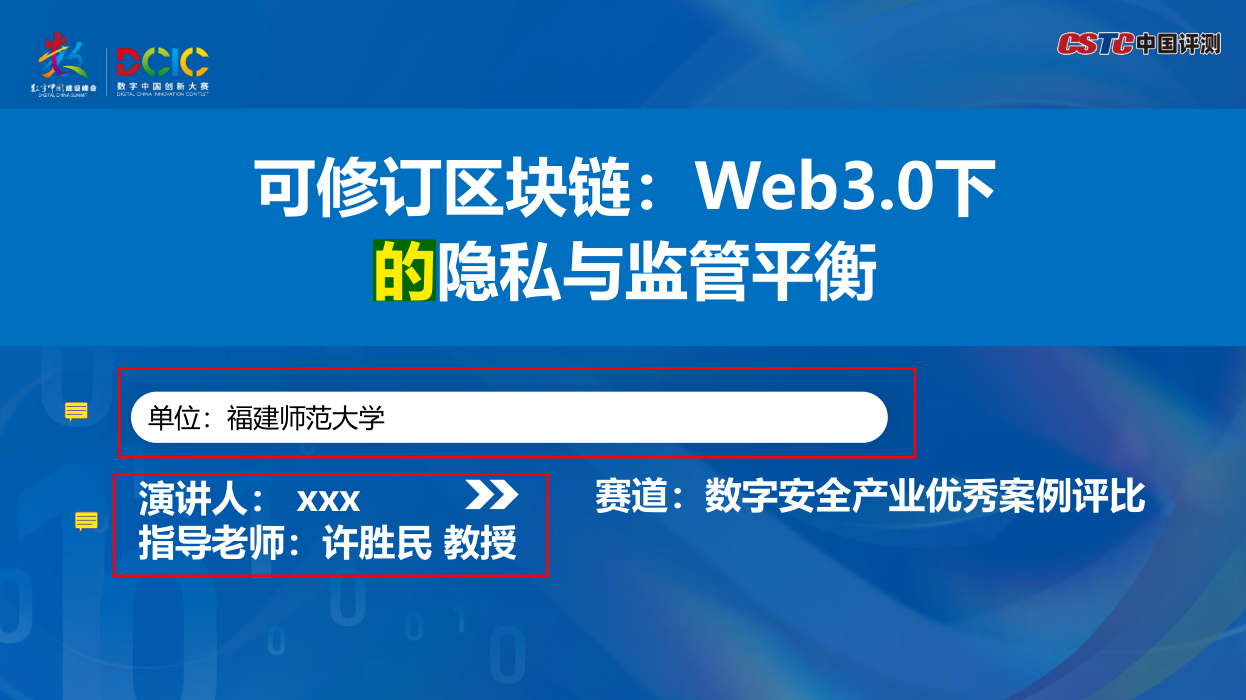 数字中国建设峰会
DIGITAL CHINA SUMMIT
DCIC
数字中国创新大赛
DIGITAL CHINA INNOVATION CONTEST
CSTC中国评测
可修订区块链：Web3.0下
的隐私与监管平衡
单位：福建师范大学
演讲人： xxx
指导老师：许胜民 教授
赛道：数字安全产业优秀案例评比